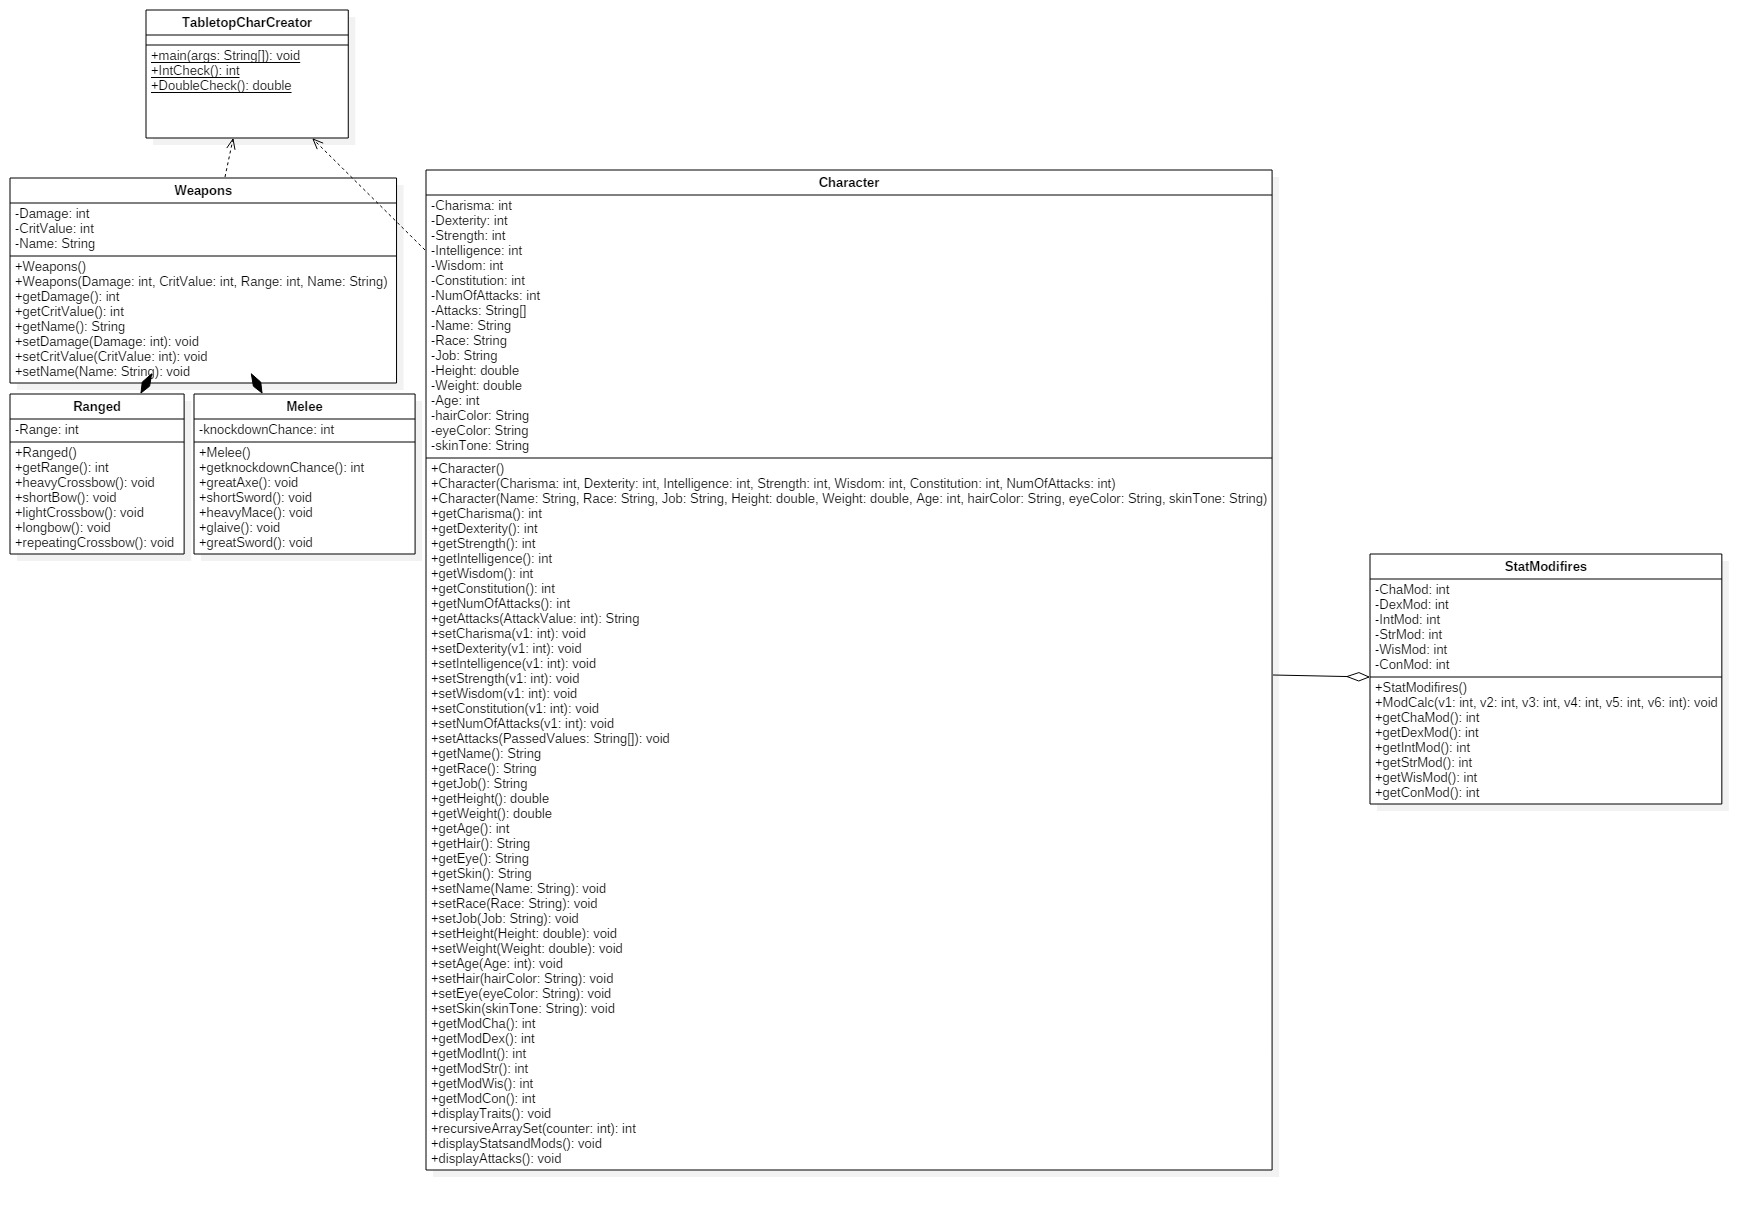 TabletopCharCreator
+main(args: String[]): void
+IntCheck(): int
+DoubleCheck(): double
Weapons
-Damage: int
-CritValue: int
-Name: String
+Weapons()
+Weapons(Damage: int, CritValue: int, Range: int, Name: String)
+getDamage(): int
+getCritValue(): int
+getName(): String
+setDamage(Damage: int): void
+setCritValue(CritValue: int): void
+setName(Name: String): void
Ranged
-Range: int
+Ranged()
+getRange(): int
+heavyCrossbow(): void
+shortBow(): void
+lightCrossbow(): void
+longbow(): void
+repeatingCrossbow(): void
Melee
-knockdownChance: int
+Melee()
+getknockdownChance(): int
+greatAxe(): void
+shortSword(): void
+heavyMace(): void
+glaive(): void
+greatSword(): void
Character
-Charisma: int
-Dexterity: int
-Strength: int
-Intelligence: int
-Wisdom: int
-Constitution: int
-NumOfAttacks: int
-Attacks: String[]
-Name: String
-Race: String
-Job: String
-Height: double
-Weight: double
-Age: int
-hairColor: String
-eyeColor: String
-skinTone: String
+Character()
+Character(Charisma: int, Dexterity: int, Intelligence: int, Strength: int, Wisdom: int, Constitution: int, NumOfAttacks: int)
+Character(Name: String, Race: String, Job: String, Height: double, Weight: double, Age: int, hairColor: String, eyeColor: String, skinTone: String)
+getCharisma(): int
+getDexterity(): int
+getStrength(): int
+getIntelligence(): int
+getWisdom(): int
+getConstitution(): int
+getNumOfAttacks(): int
+getAttacks(AttackValue: int): String
+setCharisma(v1: int): void
+setDexterity(v1: int): void
+setIntelligence(v1: int): void
+setStrength(v1: int): void
+setWisdom(v1: int): void
+setConstitution(v1: int): void
+setNumOfAttacks(v1: int): void
+setAttacks(PassedValues: String[]): void
+getName(): String
+getRace(): String
+getJob(): String
+getHeight(): double
+getWeight(): double
+getAge(): int
+getHair(): String
+getEye(): String
+getSkin(): String
+setName(Name: String): void
+setRace(Race: String): void
+setJob(Job: String): void
+setHeight(Height: double): void
+setWeight(Weight: double): void
+setAge(Age: int): void
+setHair(hairColor: String): void
+setEye(eyeColor: String): void
+setSkin(skinTone: String): void
+getModCha(): int
+getModDex(): int
+getModInt(): int
+getModStr(): int
+getModWis(): int
+getModCon(): int
+displayTraits(): void
+recursiveArraySet(counter: int): int
+displayStatsandMods(): void
+displayAttacks(): void
StatModifires
-ChaMod: int
-DexMod: int
-IntMod: int
-StrMod: int
-WisMod: int
-ConMod: int
+StatModifires()
+ModCalc(v1: int, v2: int, v3: int, v4: int, v5: int, v6: int): void
+getChaMod(): int
+getDexMod(): int
+getIntMod(): int
+getStrMod(): int
+getWisMod(): int
+getConMod(): int